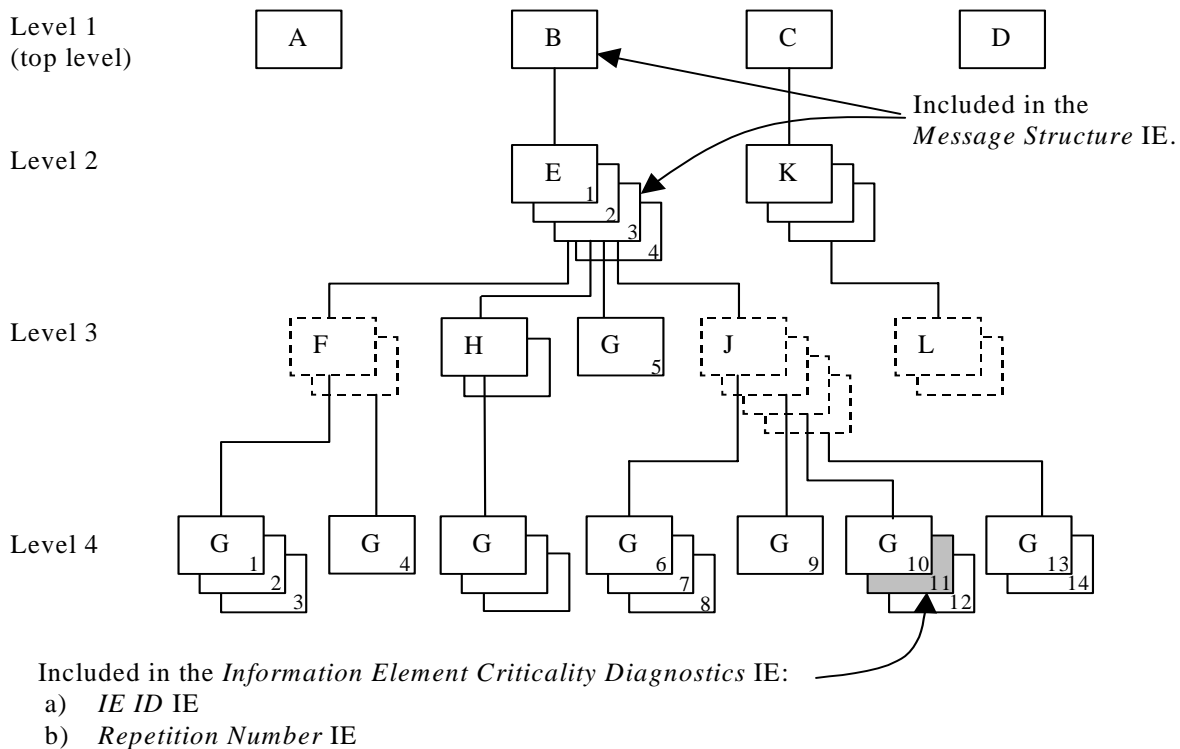 Level 1
(top level)
A
B
C
D
Included in the
Message Structure IE.
Level 2
E
1
2
3
4
K
Level 3
F
H
G
5
J
L
Level 4
G
1
2
3
G
4
G
G
6
7
8
G
9
G
10
11
12
G
13
14
Included in the Information Element Criticality Diagnostics IE:
a) IE ID IE
b) Repetition Number IE